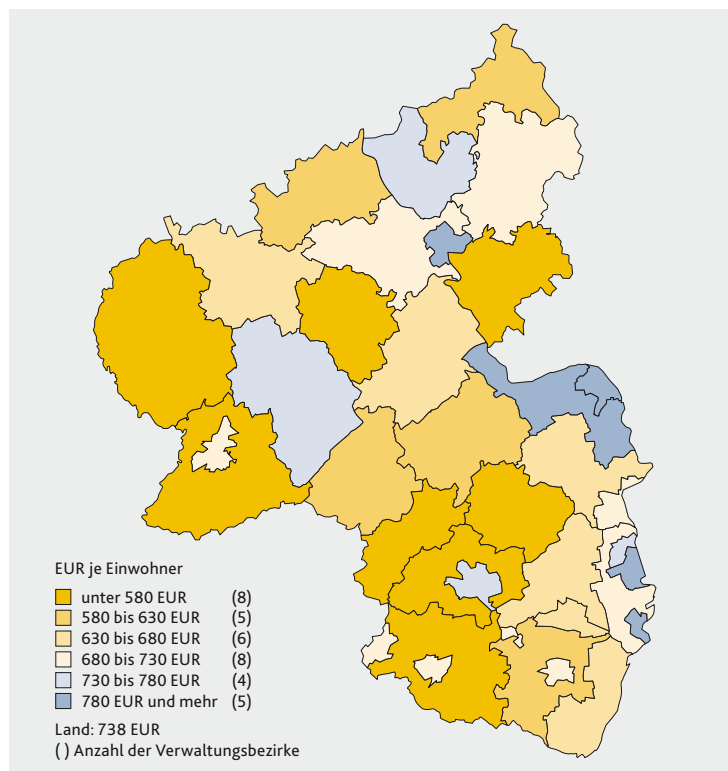 EUR je Einwohner
unter 580 EUR (8)
580 bis 630 EUR (5)
630 bis 680 EUR (6)
680 bis 730 EUR (8)
730 bis 780 EUR (4)
780 EUR und mehr (5)
Land: 738 EUR
( ) Anzahl der Verwaltungsbezirke